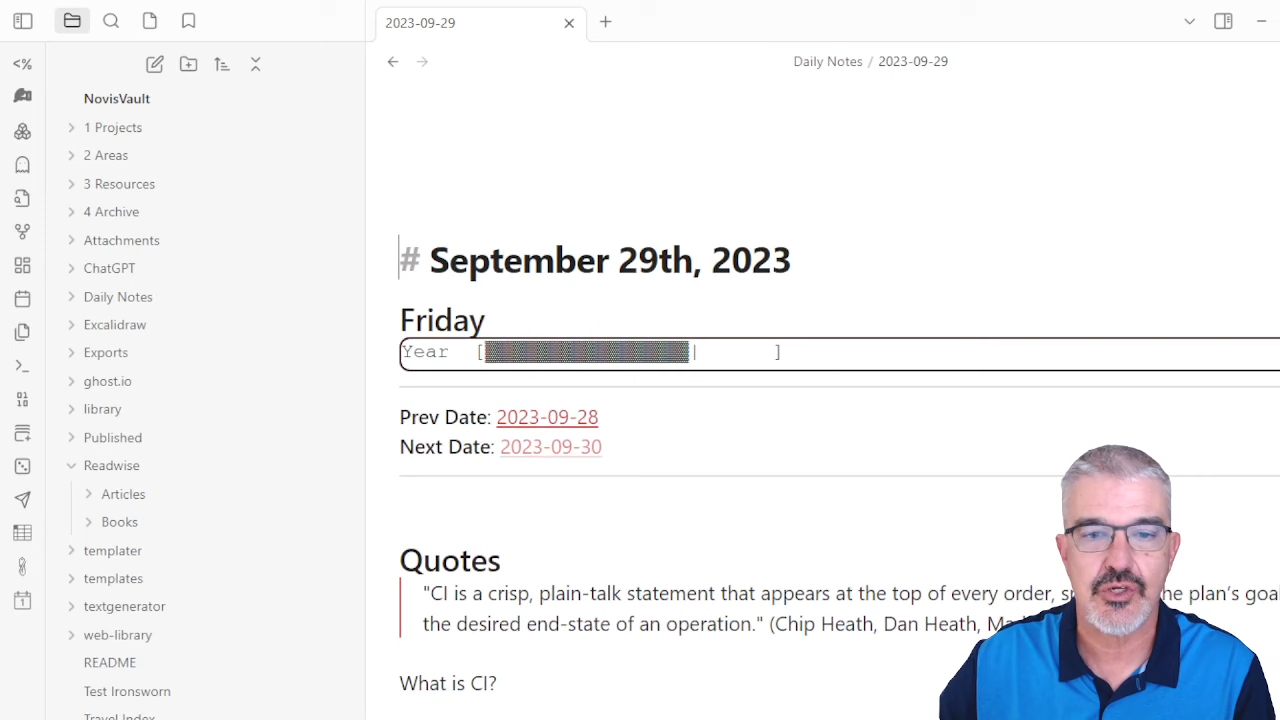 2023-09-29
Daily Notes / 2023-09-29
NovisVault
1 Projects
2 Areas
3 Resources
4 Archive
Attachments
ChatGPT
Daily Notes
Excalidraw
Exports
ghost.io
library
Published
Readwise
Articles
Books
templater
templates
textgenerator
web-library
README
Test Ironsworn
Travel Index
# September 29th, 2023
Friday
Year [▓▓▓▓▓▓▓▓▓▓▓▓▓▓▓▓▓▓▓▓| ]
Prev Date: 2023-09-28
Next Date: 2023-09-30
Quotes
"CI is a crisp, plain-talk statement that appears at the top of every order, plan's
the desired end-state of an operation." (Chip Heath, Dan Heath,
What is CI?